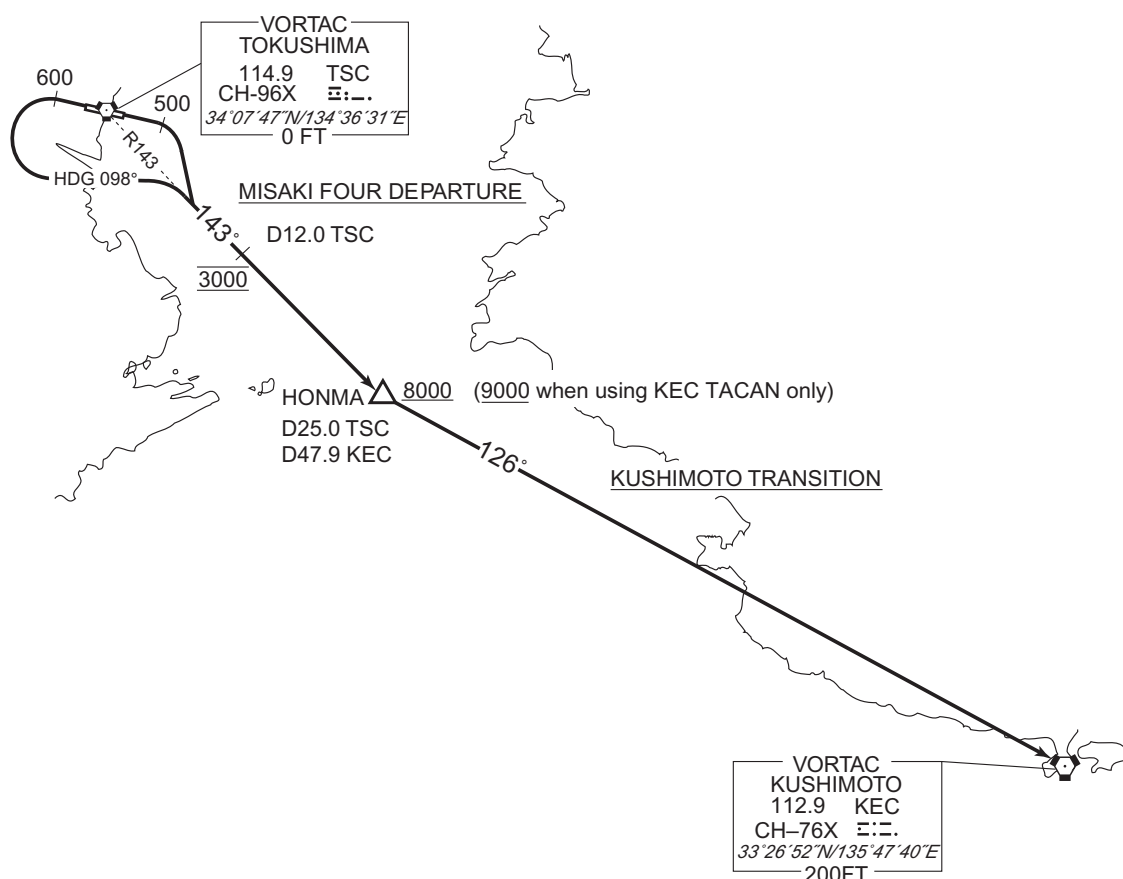 VORTAC
TOKUSHIMA
114.9 TSC
CH-96X
34°07′47″N/134°36′31″E
0 FT
600
500
R143
HDG 098°
MISAKI FOUR DEPARTURE
143°
D12.0 TSC
3000
HONMA
8000 (9000 when using KEC TACAN only)
D25.0 TSC
D47.9 KEC
126°
KUSHIMOTO TRANSITION
VORTAC
KUSHIMOTO
112.9 KEC
CH–76X
33°26′52″N/135°47′40″E
200FT